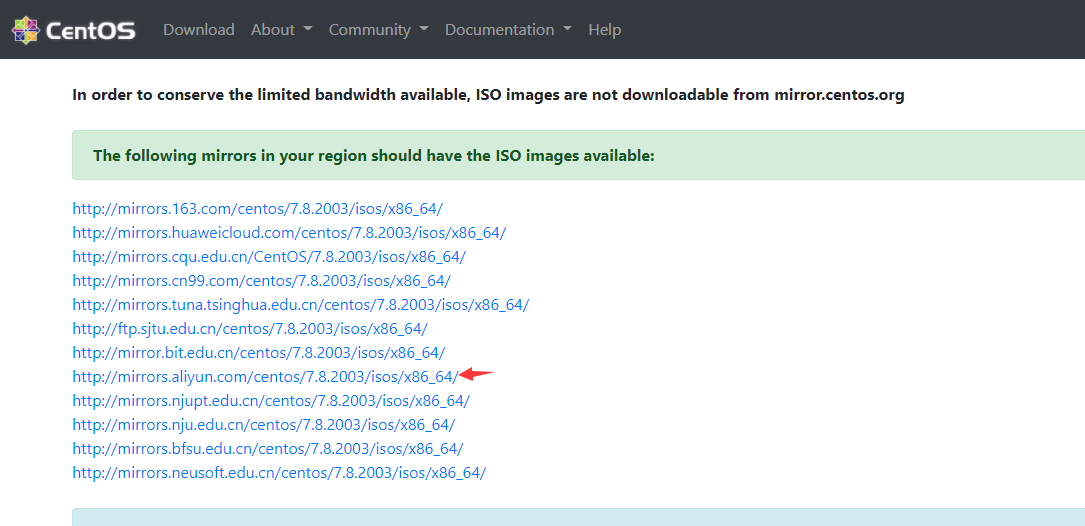 CentOS Download About Community Documentation Help
In order to conserve the limited bandwidth available, ISO images are not downloadable from mirror.centos.org
The following mirrors in your region should have the ISO images available:
http://mirrors.163.com/centos/7.8.2003/isos/x86_64/
http://mirrors.huaweicloud.com/centos/7.8.2003/isos/x86_64/
http://mirrors.cqu.edu.cn/CentOS/7.8.2003/isos/x86_64/
http://mirrors.cn99.com/centos/7.8.2003/isos/x86_64/
http://mirrors.tuna.tsinghua.edu.cn/centos/7.8.2003/isos/x86_64/
http://ftp.sjtu.edu.cn/centos/7.8.2003/isos/x86_64/
http://mirror.bit.edu.cn/centos/7.8.2003/isos/x86_64/
http://mirrors.aliyun.com/centos/7.8.2003/isos/x86_64/
http://mirrors.njupt.edu.cn/centos/7.8.2003/isos/x86_64/
http://mirrors.nju.edu.cn/centos/7.8.2003/isos/x86_64/
http://mirrors.bfsu.edu.cn/centos/7.8.2003/isos/x86_64/
http://mirrors.neusoft.edu.cn/centos/7.8.2003/isos/x86_64/